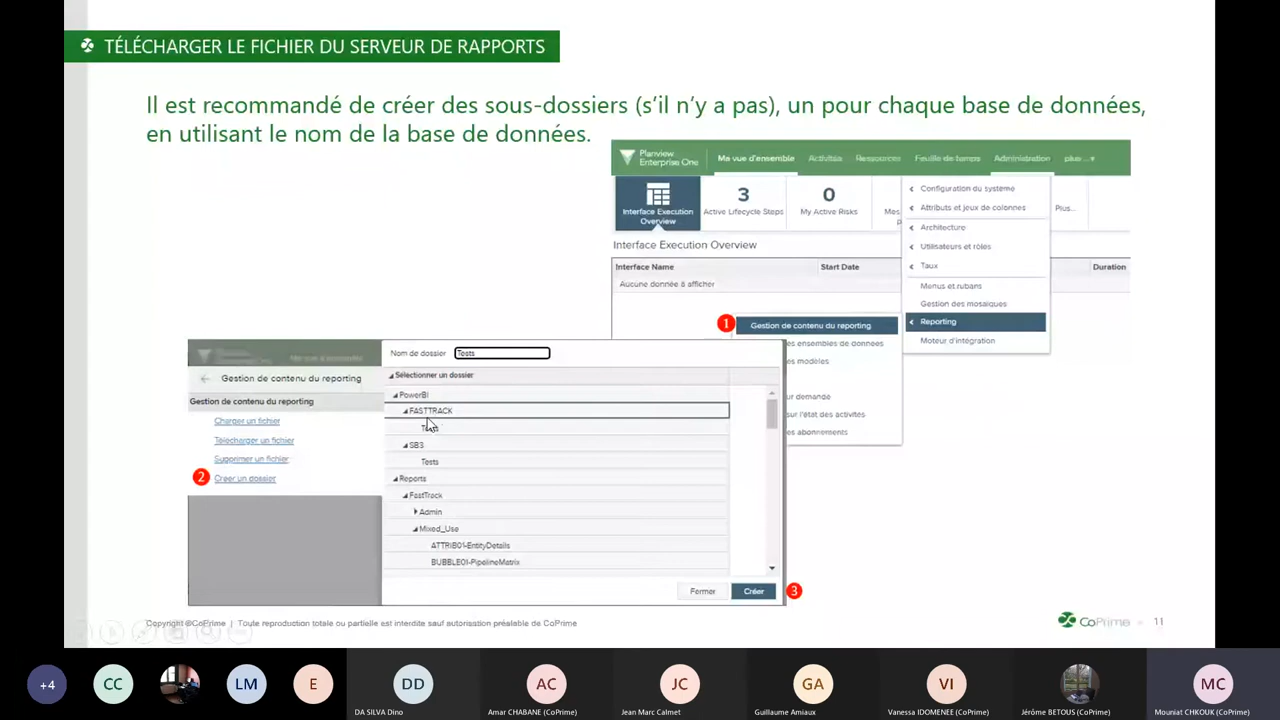 TÉLÉCHARGER LE FICHIER DU SERVEUR DE RAPPORTS
Il est recommandé de créer des sous-dossiers (s'il n'y a pas), un pour chaque base de données,
en utilisant le nom de la base de données.
Planview
Enterprise One
Ma vue d'ensemble
Activités
Ressources
Feuille de temps
Administration
plus ...
Interface Execution
Overview
3
Active Lifecycle Steps
0
My Active Risks
Mes
Plus...
Configuration du système
Attributs et jeux de colonnes
Architecture
Utilisateurs et rôles
Taux
Menus et rubans
Gestion des mosaïques
Reporting
Moteur d'intégration
Interface Execution Overview
Interface Name
Start Date
Duration
Aucune donnée à afficher
1
Gestion de contenu du reporting
es ensembles de données
es modèles
ur demande
sur l'état des activités
es abonnements
Ma vue d'ensemble
Gestion de contenu du reporting
Gestion de contenu du reporting
Charger un fichier
Télécharger un fichier
Supprimer un fichier
2
Créer un dossier
Nom de dossier
Tests
Sélectionner un dossier
PowerBI
FASTTRACK
SB3
Tests
Reports
FastTrack
Admin
Mixed_Use
ATTRIB01-EntityDetails
BUBBLE01-PipelineMatrix
Fermer
Créer
3
Copyright ©CoPrime | Toute reproduction totale ou partielle est interdite sauf autorisation préalable de CoPrime
CoPrime
11
+4
CC
LM
E
DD
DA SILVA Dino
AC
Amar CHABANE (CoPrime)
JC
Jean Marc Calmet
GA
Guillaume Amiaux
VI
Vanessa IDOMENEE (CoPrime)
Jérôme BETOUS (CoPrime)
MC
Mouniat CHKOUK (CoPrime)